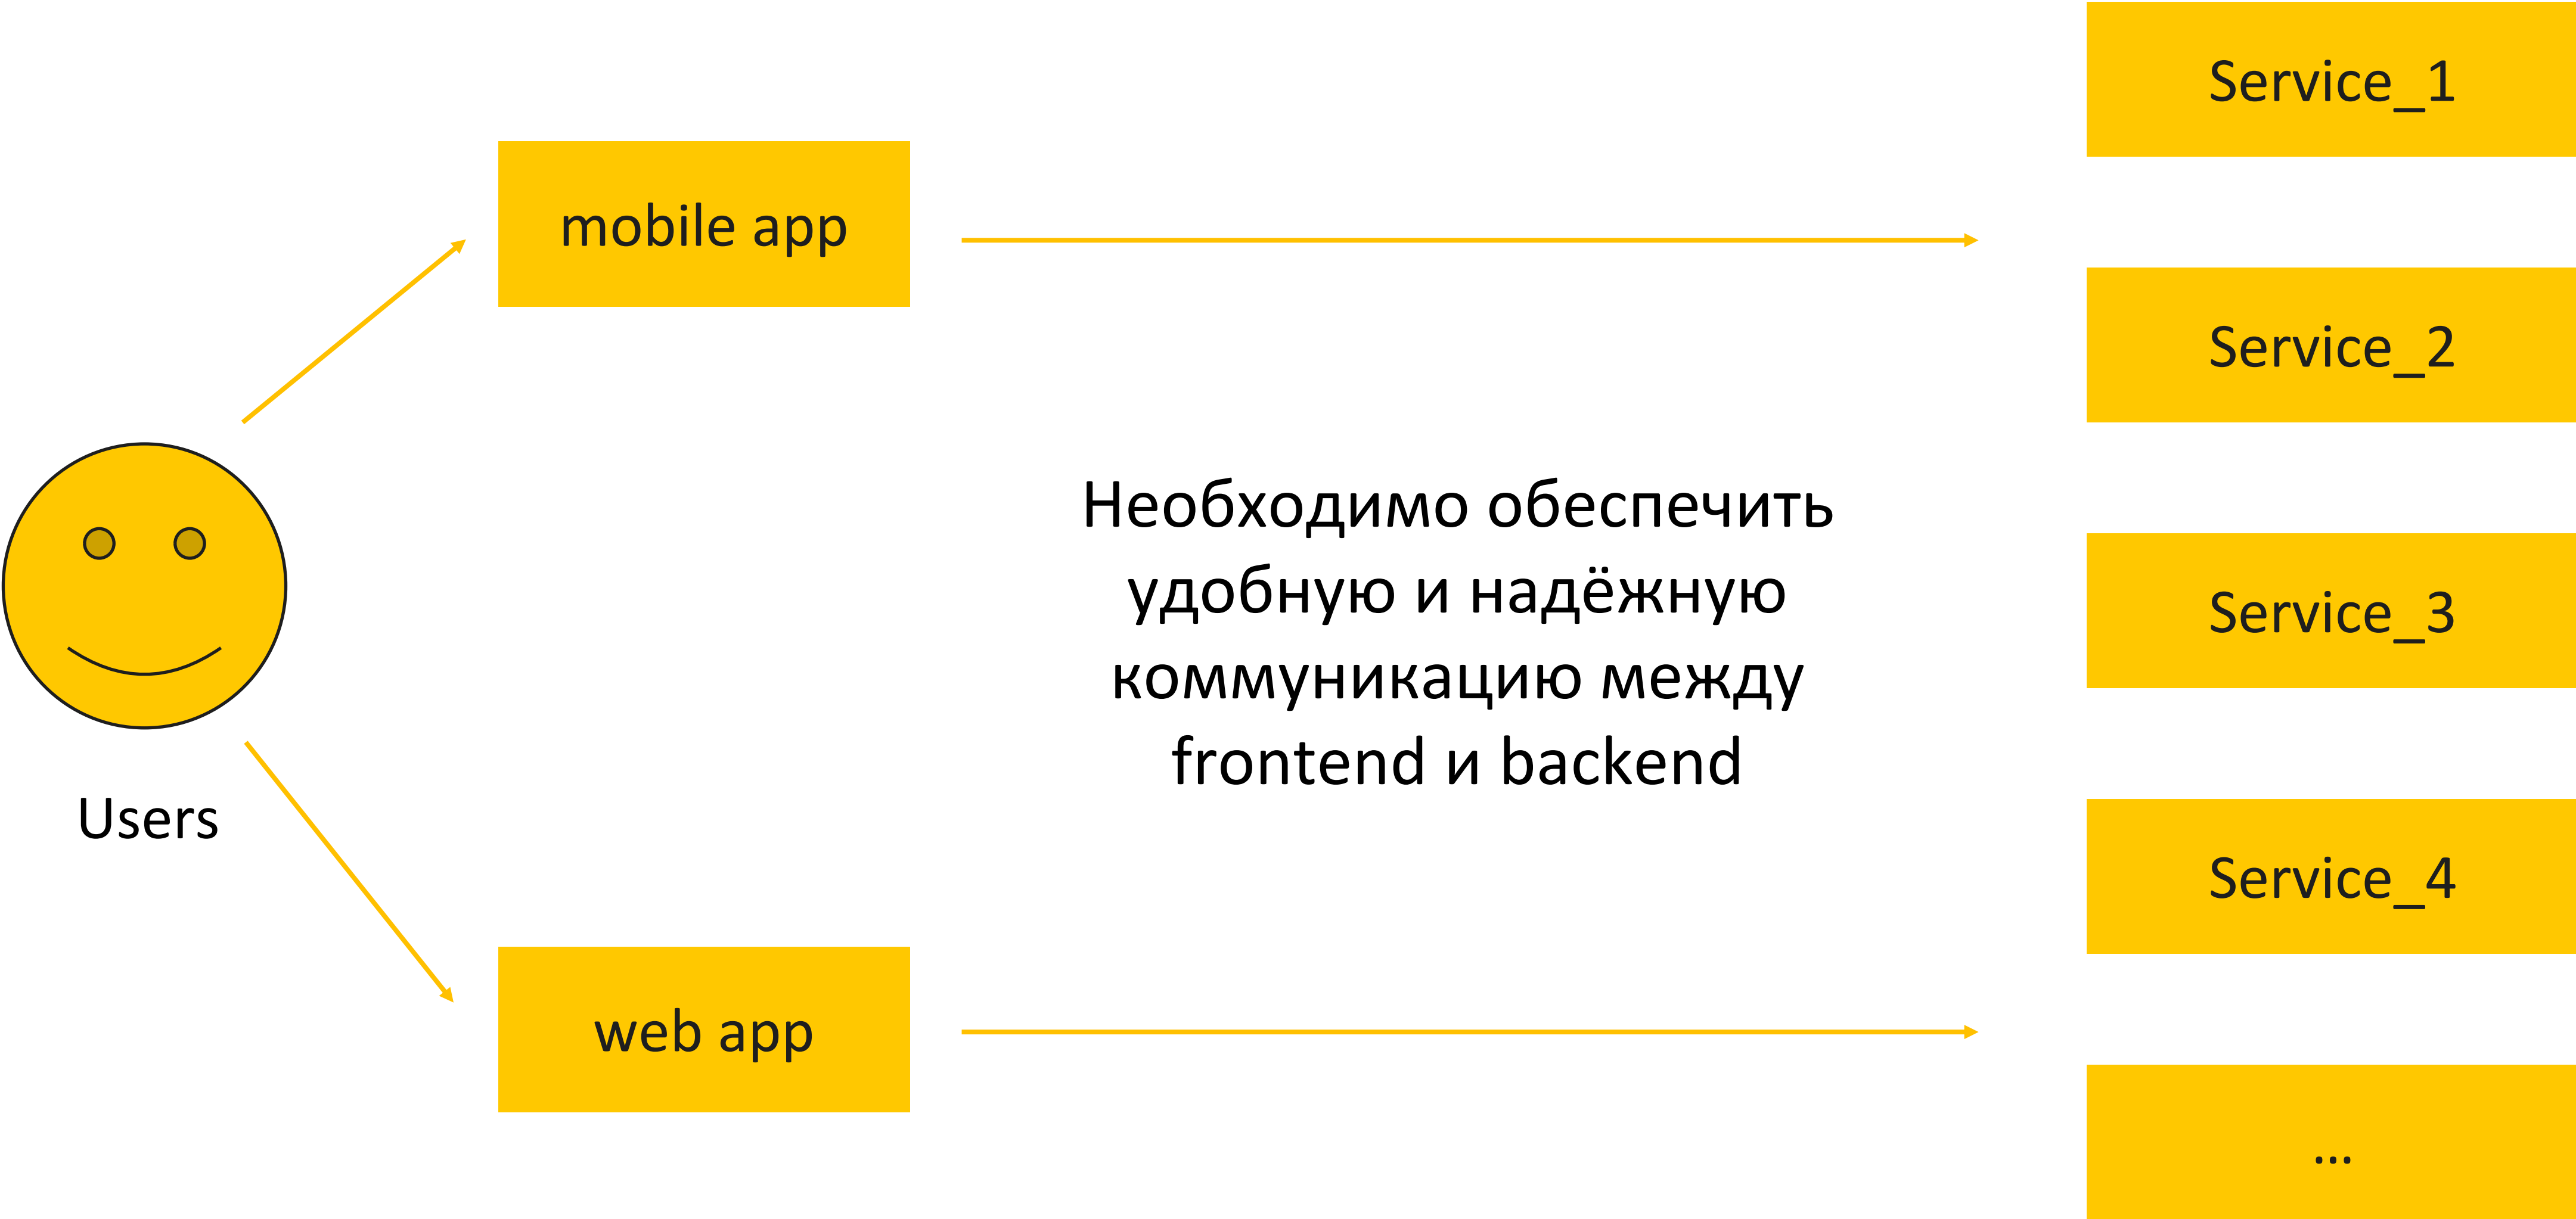 Service_1
mobile app
Service_2
Необходимо обеспечить
удобную и надёжную
коммуникацию между
frontend и backend
Service_3
Users
Service_4
web app
...